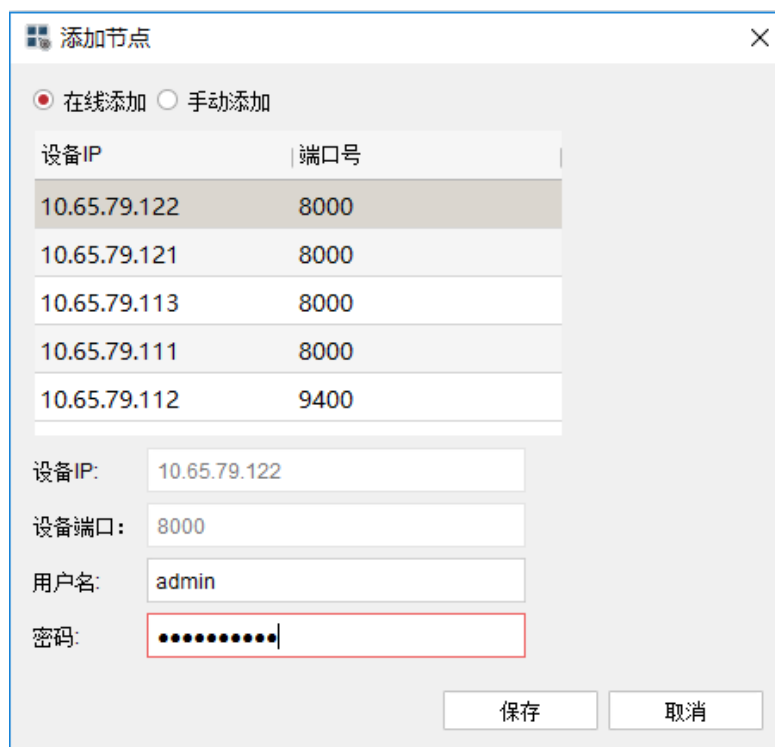 添加节点
在线添加 手动添加
设备IP 端口号
10.65.79.122 8000
10.65.79.121 8000
10.65.79.113 8000
10.65.79.111 8000
10.65.79.112 9400
设备IP: 10.65.79.122
设备端口： 8000
用户名: admin
密码: ●●●●●●●●●●
保存 取消